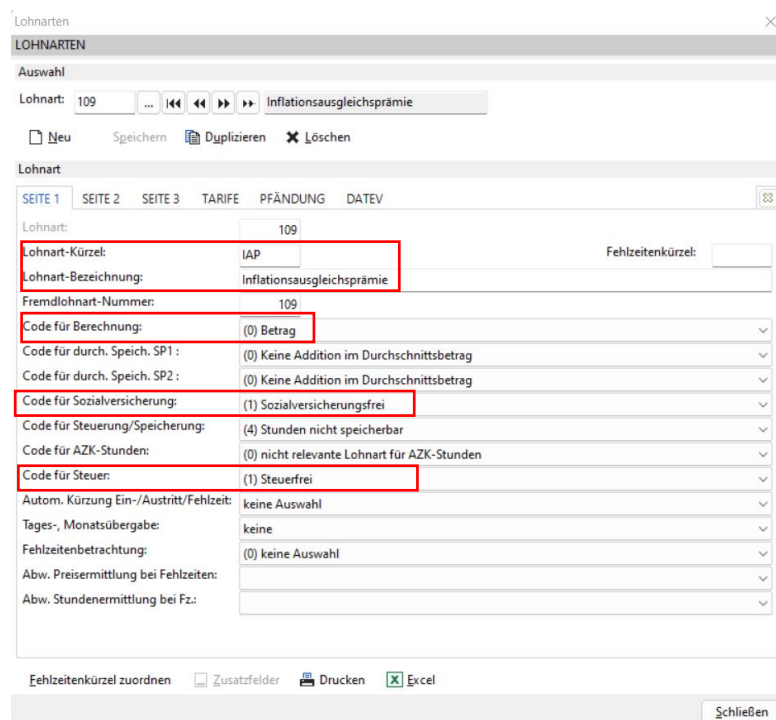 Lohnarten
LOHNARTEN
Auswahl
Lohnart: 109 ... Inflationsausgleichsprämie
Neu Speichern Duplizieren Löschen
Lohnart
SEITE 1 SEITE 2 SEITE 3 TARIFE PFÄNDUNG DATEV
Lohnart: 109
Lohnart-Kürzel: IAP Fehlzeitenkürzel:
Lohnart-Bezeichnung: Inflationsausgleichsprämie
Fremdlohnart-Nummer: 109
Code für Berechnung: (0) Betrag
Code für durch. Speich. SP1 : (0) Keine Addition im Durchschnittsbetrag
Code für durch. Speich. SP2 : (0) Keine Addition im Durchschnittsbetrag
Code für Sozialversicherung: (1) Sozialversicherungsfrei
Code für Steuerung/Speicherung: (4) Stunden nicht speicherbar
Code für AZK-Stunden: (0) nicht relevante Lohnart für AZK-Stunden
Code für Steuer: (1) Steuerfrei
Autom. Kürzung Ein-/Austritt/Fehlzeit: keine Auswahl
Tages-, Monatsübergabe: keine
Fehlzeitenbetrachtung: (0) keine Auswahl
Abw. Preisermittlung bei Fehlzeiten:
Abw. Stundenermittlung bei Fz.:
Fehlzeitenkürzel zuordnen Zusatzfelder Drucken Excel
Schließen